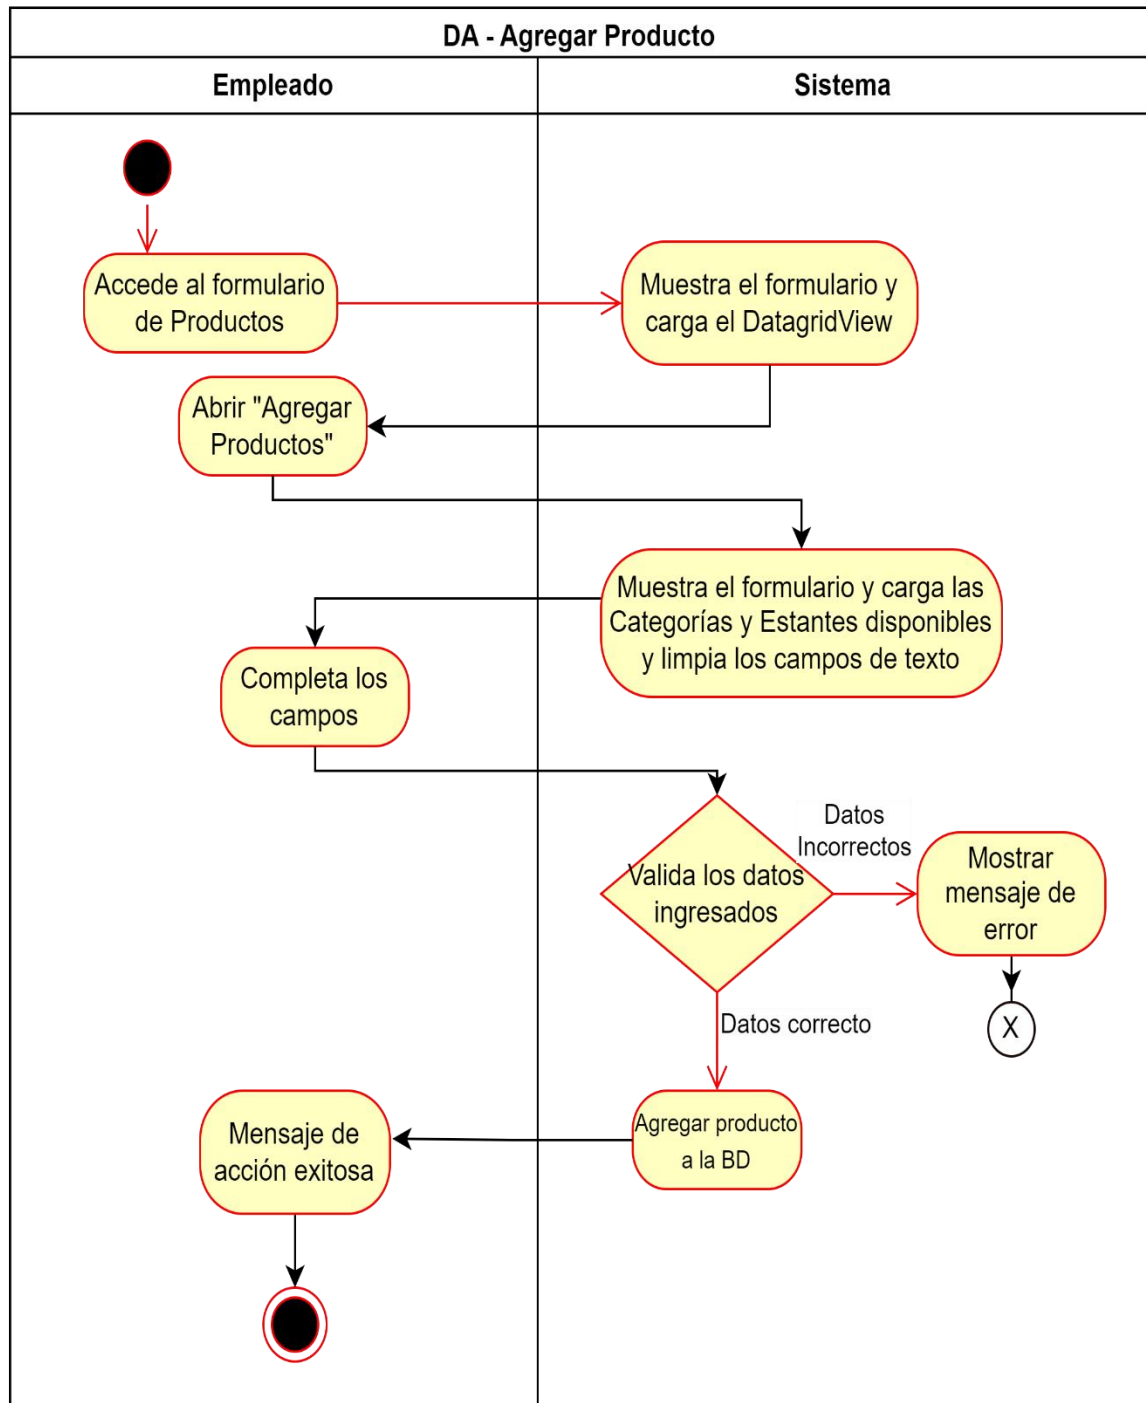 DA - Agregar Producto
Empleado
Sistema
Accede al formulario
de Productos
Muestra el formulario y
carga el DatagridView
Abrir "Agregar
Productos"
Muestra el formulario y carga las
Categorías y Estantes disponibles
y limpia los campos de texto
Completa los
campos
Valida los datos
ingresados
Datos
Incorrectos
Mostrar
mensaje de
error
X
Datos correcto
Agregar producto
a la BD
Mensaje de
acción exitosa